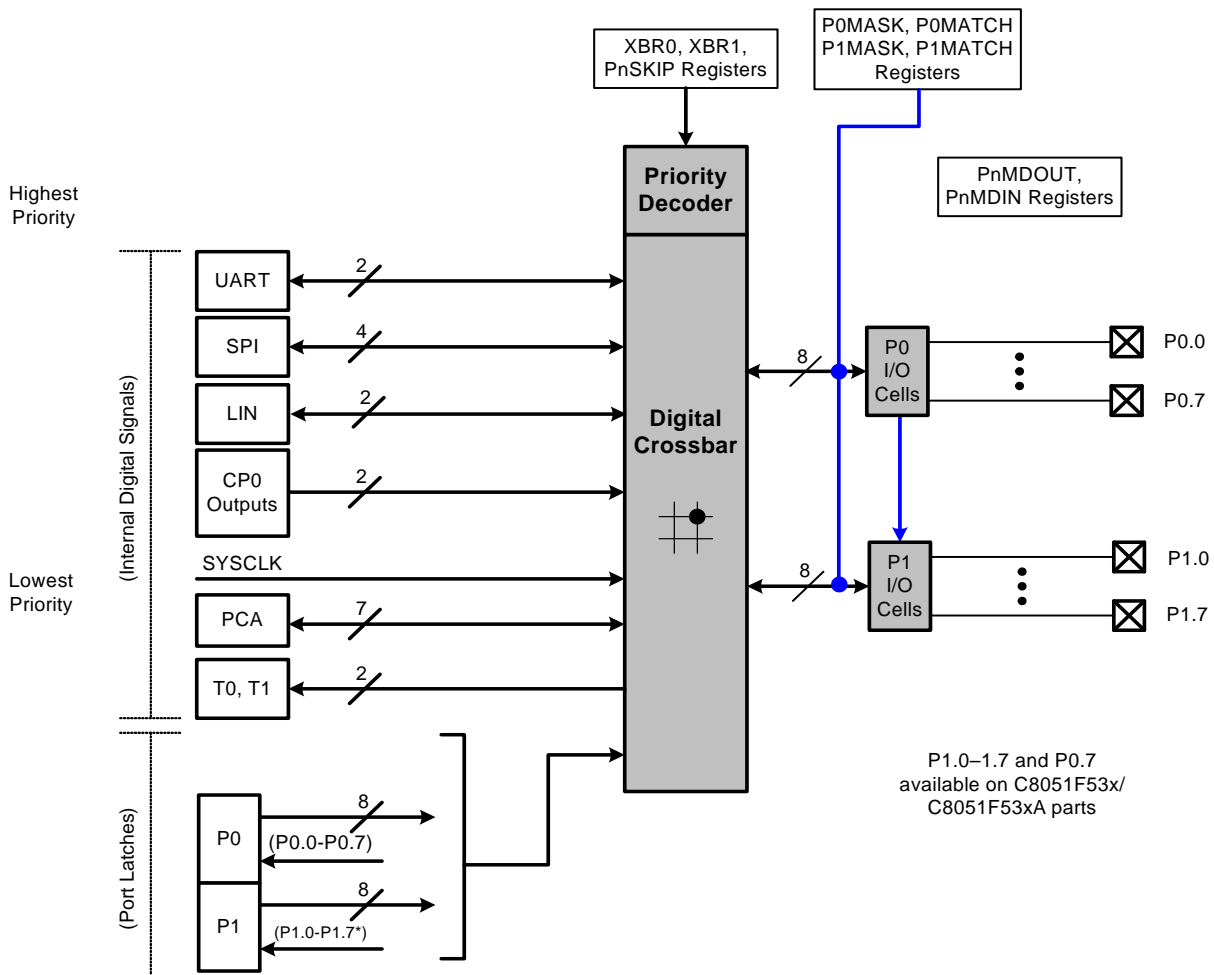 XBR0, XBR1,
PnSKIP Registers
P0MASK, P0MATCH
P1MASK, P1MATCH
Registers
PnMDOUT,
PnMDIN Registers
Priority
Decoder
Highest
Priority
Lowest
Priority
(Internal Digital Signals)
(Port Latches)
UART
2
SPI
4
LIN
2
CP0
Outputs
2
SYSCLK
PCA
7
T0, T1
2
Digital
Crossbar
8
P0
I/O
Cells
P0.0
P0.7
8
P1
I/O
Cells
P1.0
P1.7
P0
8
(P0.0-P0.7)
P1
8
(P1.0-P1.7*)
P1.0–1.7 and P0.7
available on C8051F53x/
C8051F53xA parts